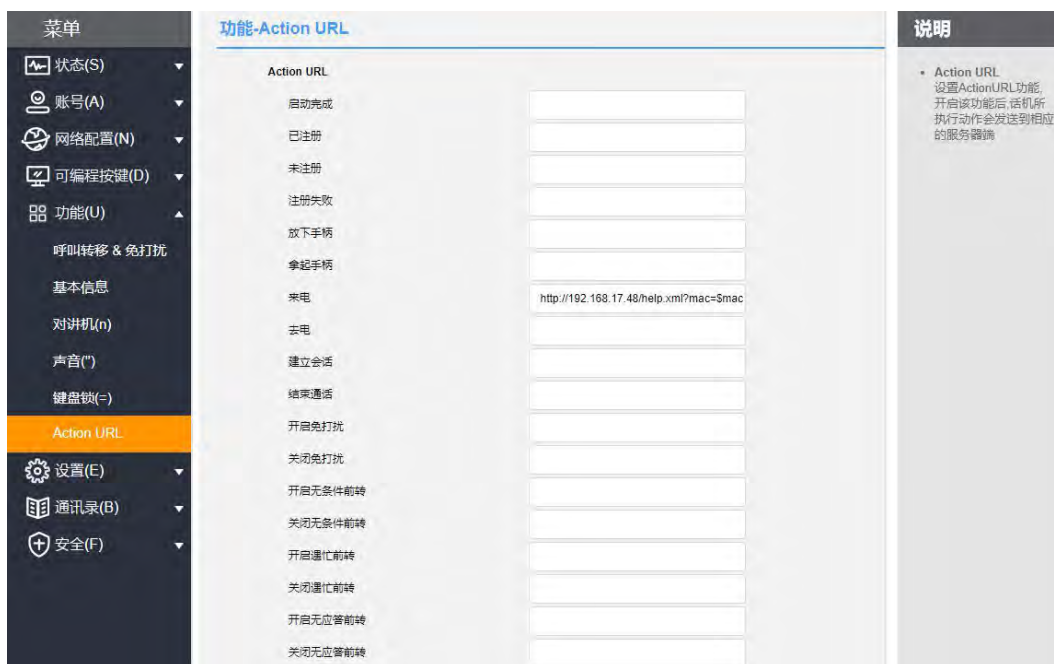 菜单
状态(S)
账号(A)
网络配置(N)
可编程按键(D)
功能(U)
呼叫转移 & 免打扰
基本信息
对讲机(n)
声音(")
键盘锁(=)
Action URL
设置(E)
通讯录(B)
安全(F)
功能-Action URL
Action URL
启动完成
已注册
未注册
注册失败
放下手柄
拿起手柄
来电 http://192.168.17.48/help.xml?mac=$mac
去电
建立会话
结束通话
开启免打扰
关闭免打扰
开启无条件前转
关闭无条件前转
开启遇忙前转
关闭遇忙前转
开启无应答前转
关闭无应答前转
说明
• Action URL
设置ActionURL功能,
开启该功能后,话机所
执行动作会发送到相应
的服务器端